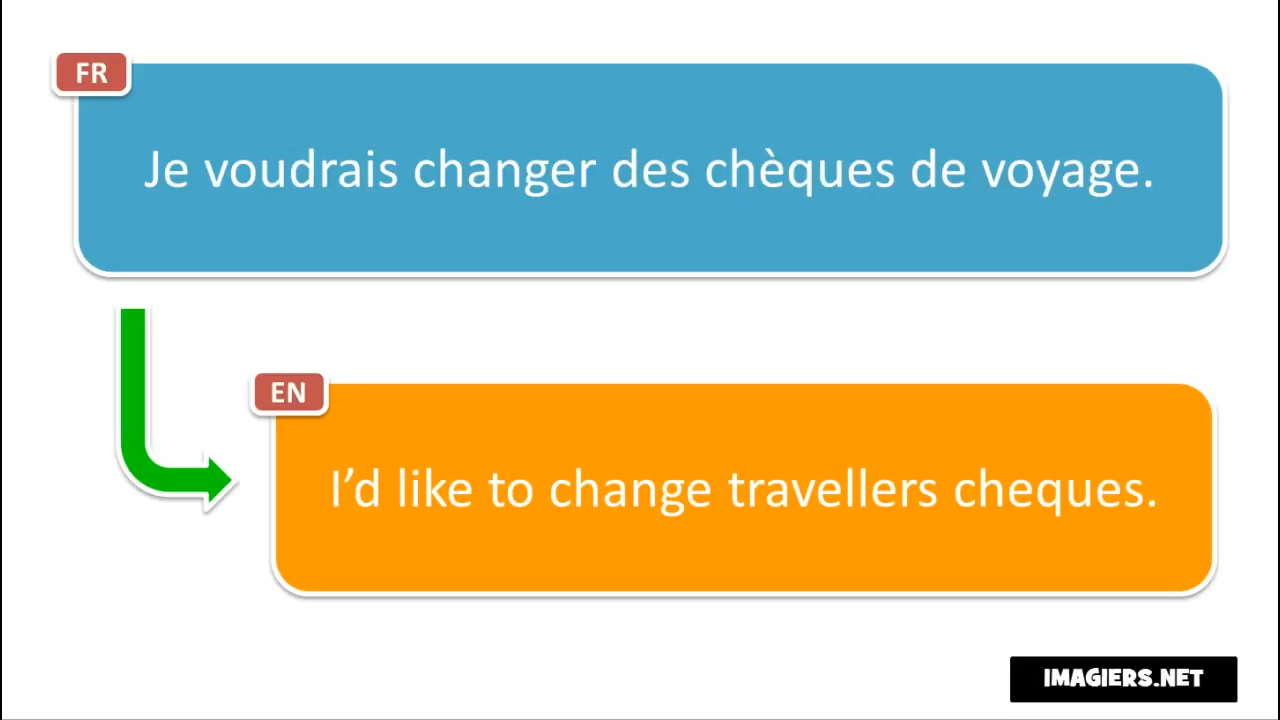 FR
Je voudrais changer des chèques de voyage.
EN
I’d like to change travellers cheques.
IMAGIERS.NET